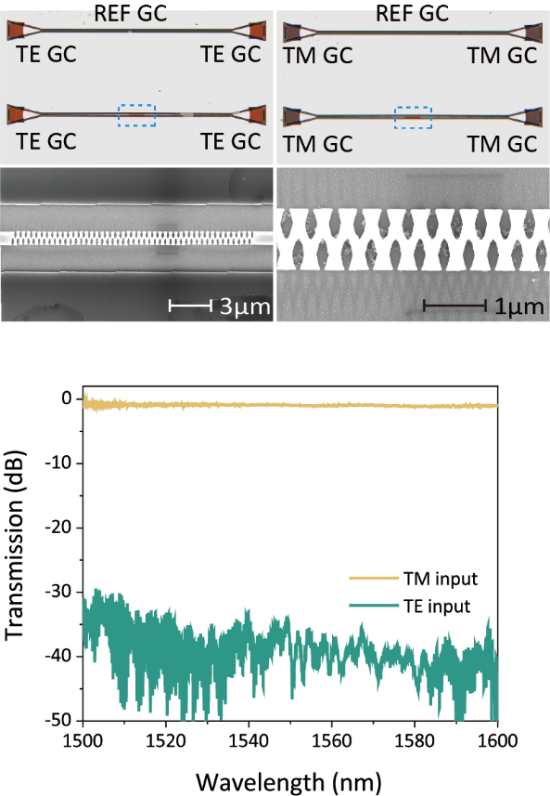 REF GC
TE GC TE GC
REF GC
TM GC TM GC
TE GC TE GC
TM GC TM GC
3μm
1μm
0
-10
-20
-30
-40
-50
Transmission (dB)
TM input
TE input
1500 1520 1540 1560 1580 1600
Wavelength (nm)